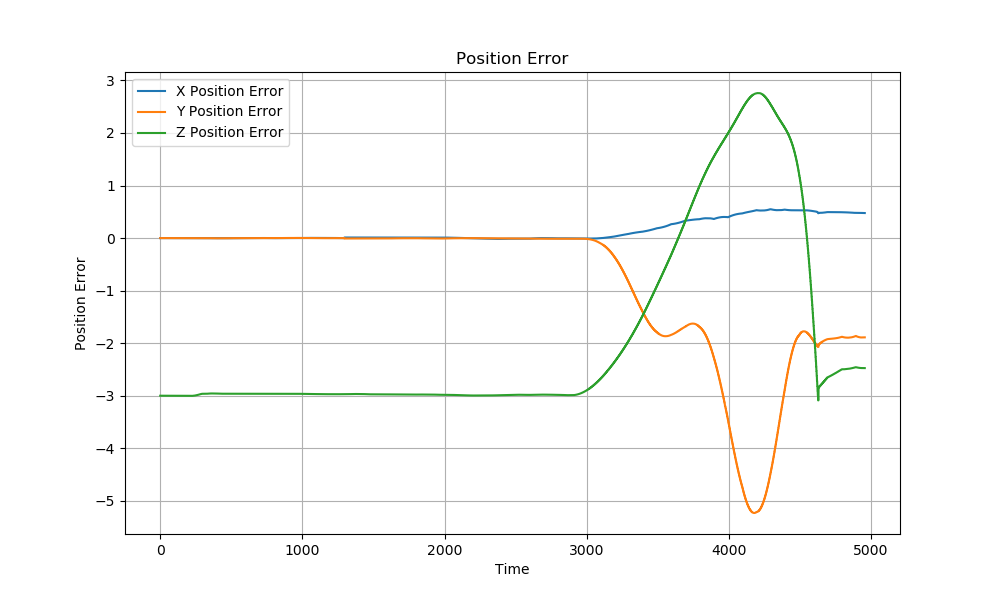 Position Error
3
2
1
0
−1
−2
−3
−4
−5
Position Error
X Position Error
Y Position Error
Z Position Error
0 1000 2000 3000 4000 5000
Time